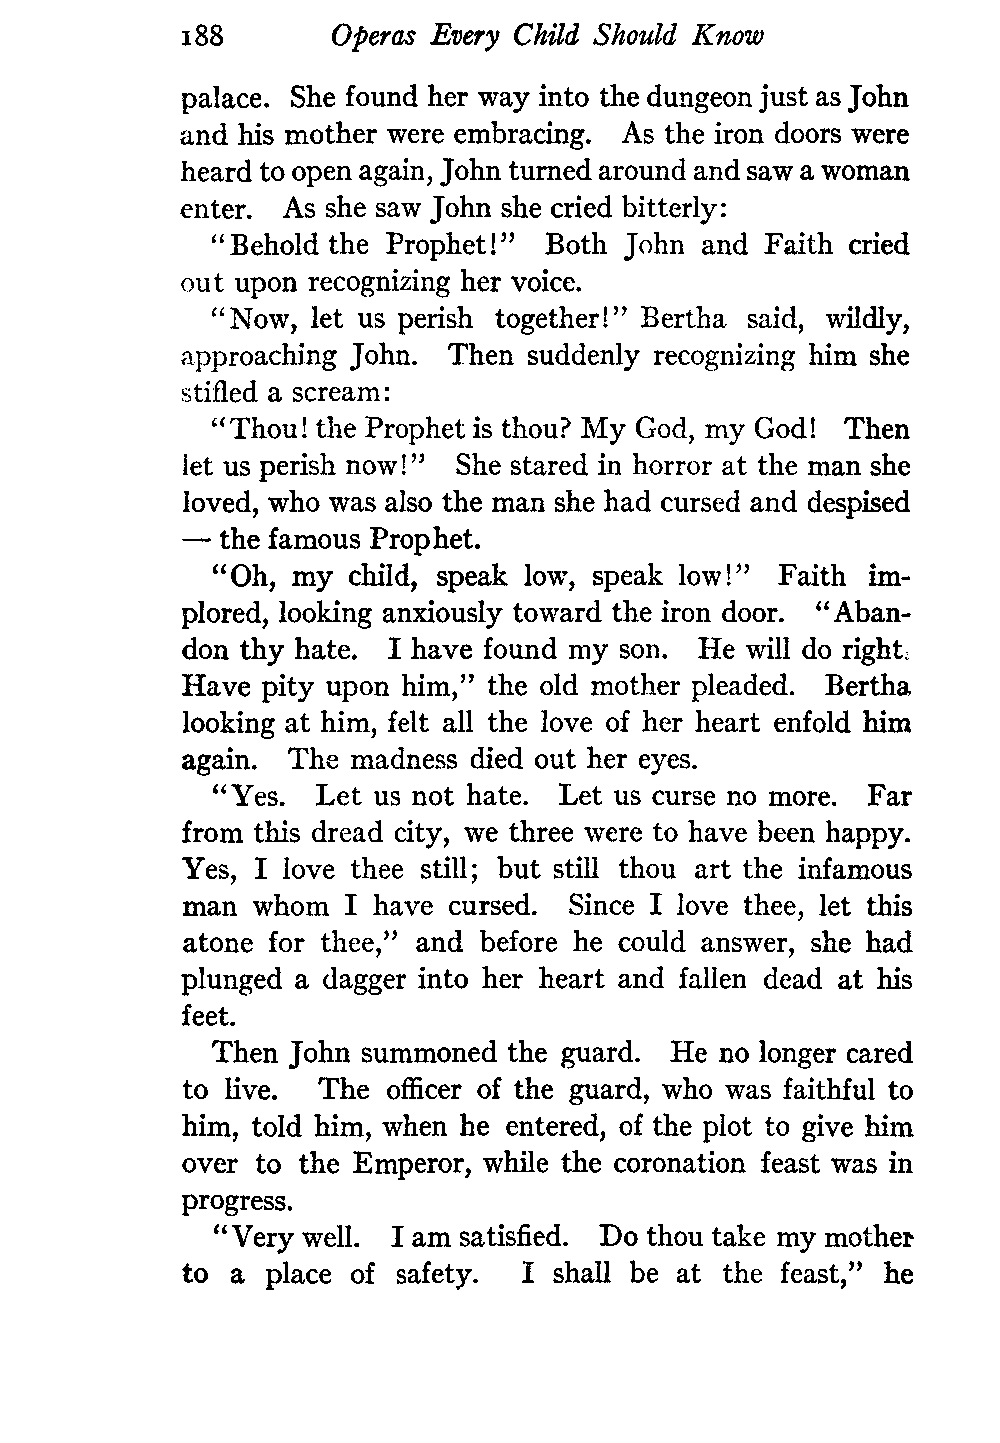 188 Operas Every Child Should Know
palace. She found her way into the dungeon just as John
and his mother were embracing. As the iron doors were
heard to open again, John turned around and saw a woman
enter. As she saw John she cried bitterly:
"Behold the Prophet!" Both John and Faith cried
out upon recognizing her voice.
"Now, let us perish together!" Bertha said, wildly,
approaching John. Then suddenly recognizing him she
stifled a scream:
"Thou! the Prophet is thou? My God, my God! Then
let us perish now!" She stared in horror at the man she
loved, who was also the man she had cursed and despised
— the famous Prophet.
"Oh, my child, speak low, speak low!" Faith im-
plored, looking anxiously toward the iron door. "Aban-
don thy hate. I have found my son. He will do right.
Have pity upon him," the old mother pleaded. Bertha
looking at him, felt all the love of her heart enfold him
again. The madness died out her eyes.
"Yes. Let us not hate. Let us curse no more. Far
from this dread city, we three were to have been happy.
Yes, I love thee still; but still thou art the infamous
man whom I have cursed. Since I love thee, let this
atone for thee," and before he could answer, she had
plunged a dagger into her heart and fallen dead at his
feet.
Then John summoned the guard. He no longer cared
to live. The officer of the guard, who was faithful to
him, told him, when he entered, of the plot to give him
over to the Emperor, while the coronation feast was in
progress.
"Very well. I am satisfied. Do thou take my mother
to a place of safety. I shall be at the feast," he